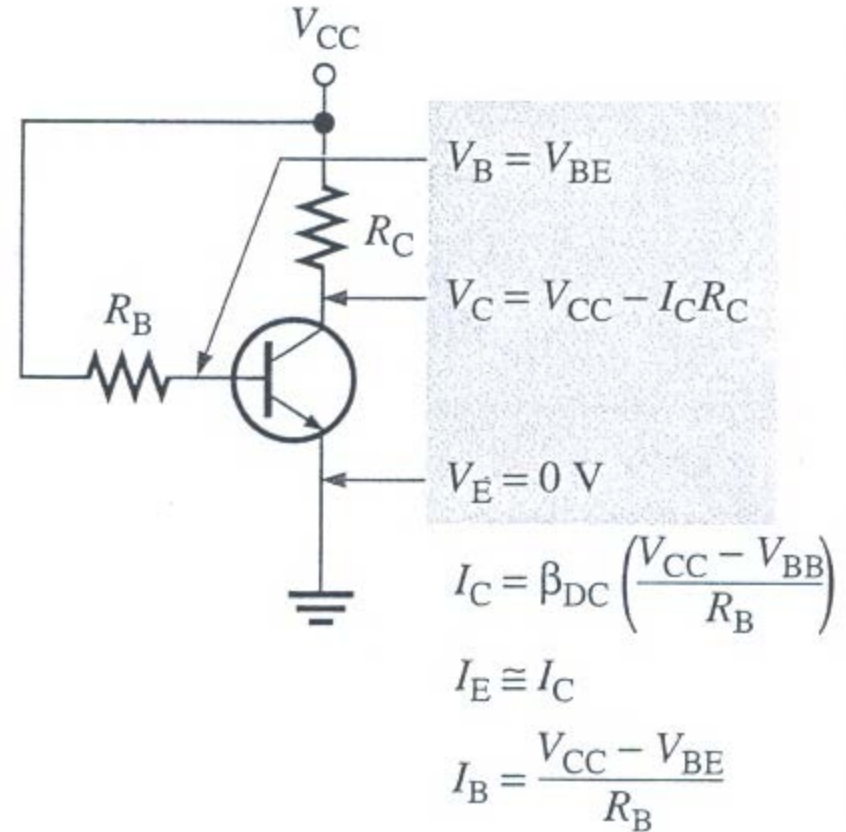 V_CC
V_B = V_BE
R_C
V_C = V_CC − I_C R_C
R_B
V_E = 0 V
I_C = β_DC ( (V_CC − V_BB) / R_B )
I_E ≅ I_C
I_B = (V_CC − V_BE) / R_B